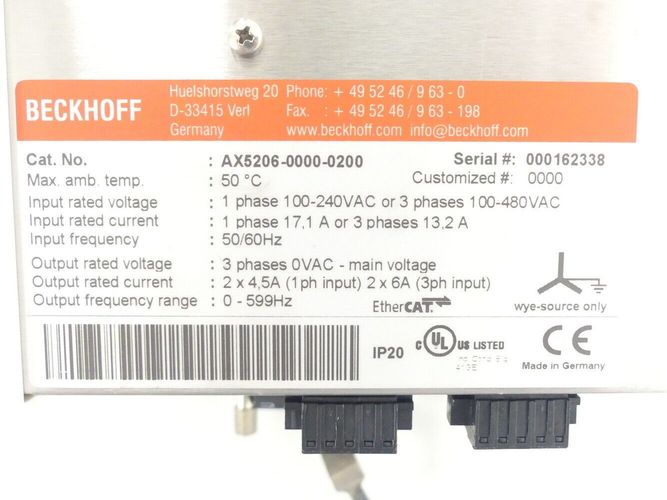 BECKHOFF
Huelshorstweg 20 Phone: + 49 52 46 / 9 63 - 0
D-33415 Verl Fax. : + 49 52 46 / 9 63 - 198
Germany www.beckhoff.com info@beckhoff.com
Cat. No. : AX5206-0000-0200 Serial #: 000162338
Max. amb. temp. : 50 °C Customized #: 0000
Input rated voltage : 1 phase 100-240VAC or 3 phases 100-480VAC
Input rated current : 1 phase 17,1 A or 3 phases 13,2 A
Input frequency : 50/60Hz
Output rated voltage : 3 phases 0VAC - main voltage
Output rated current : 2 x 4,5A (1ph input) 2 x 6A (3ph input)
Output frequency range : 0 - 599Hz
EtherCAT.
wye-source only
IP20
C UL US LISTED
CE
Made in Germany